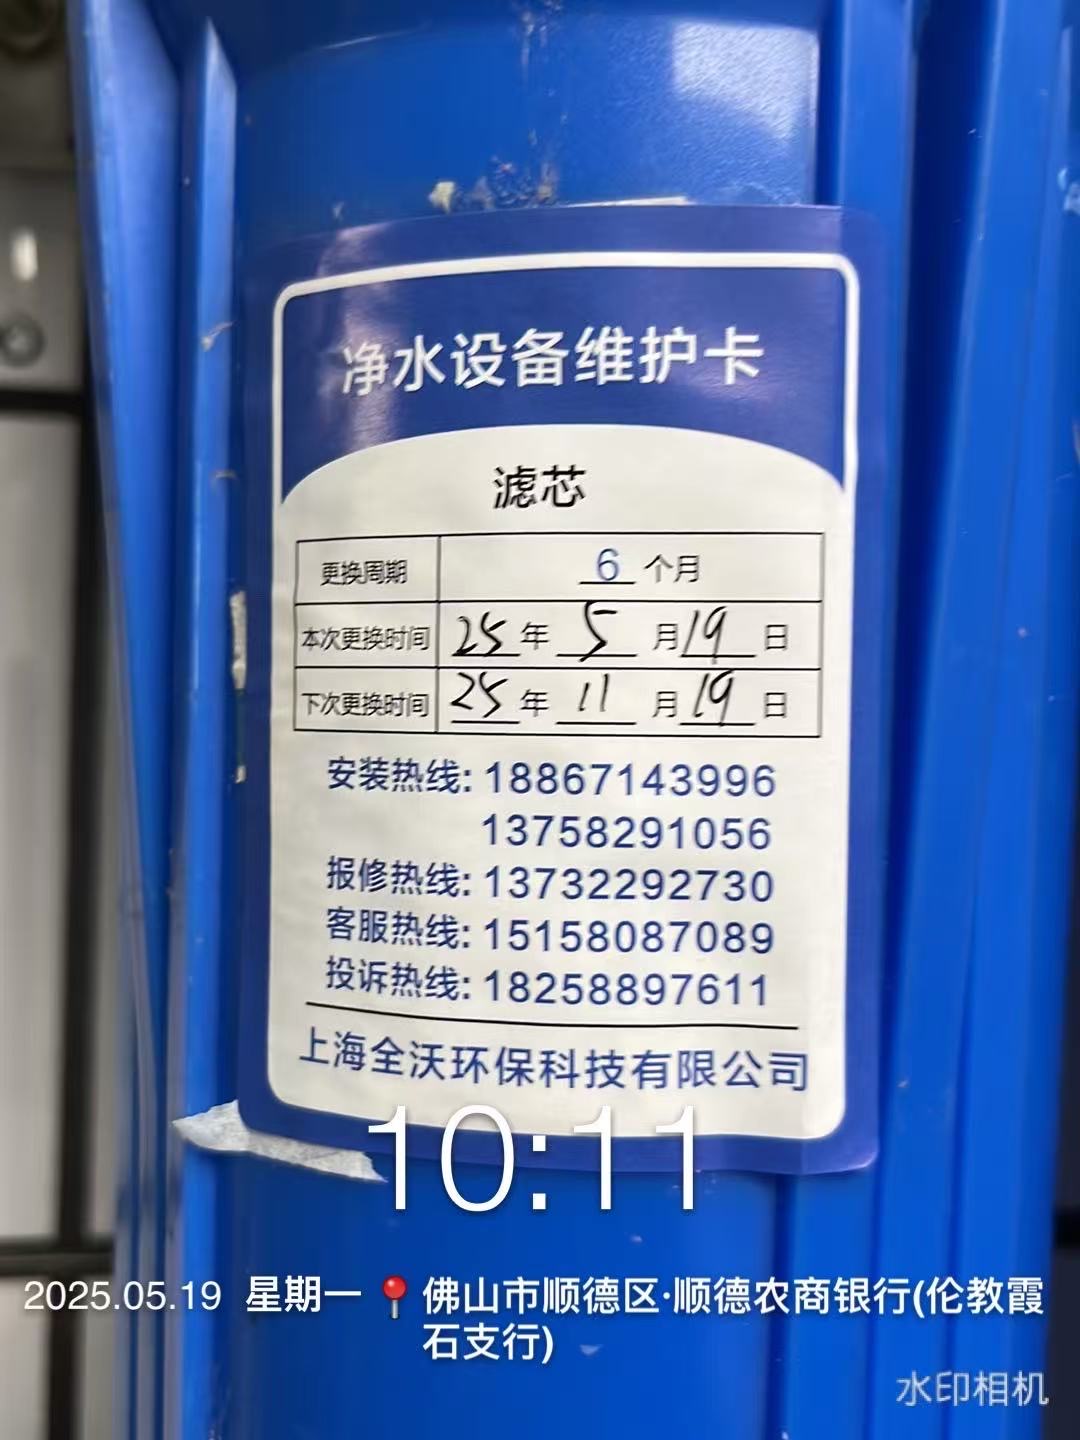 净水设备维护卡
滤芯
更换周期 6 个月
本次更换时间 25 年 5 月 19 日
下次更换时间 25 年 11 月 19 日
安装热线: 18867143996
13758291056
报修热线: 13732292730
客服热线: 15158087089
投诉热线: 18258897611
上海全沃环保科技有限公司
10:11
2025.05.19 星期一 📍 佛山市顺德区·顺德农商银行(伦教霞
石支行)
水印相机